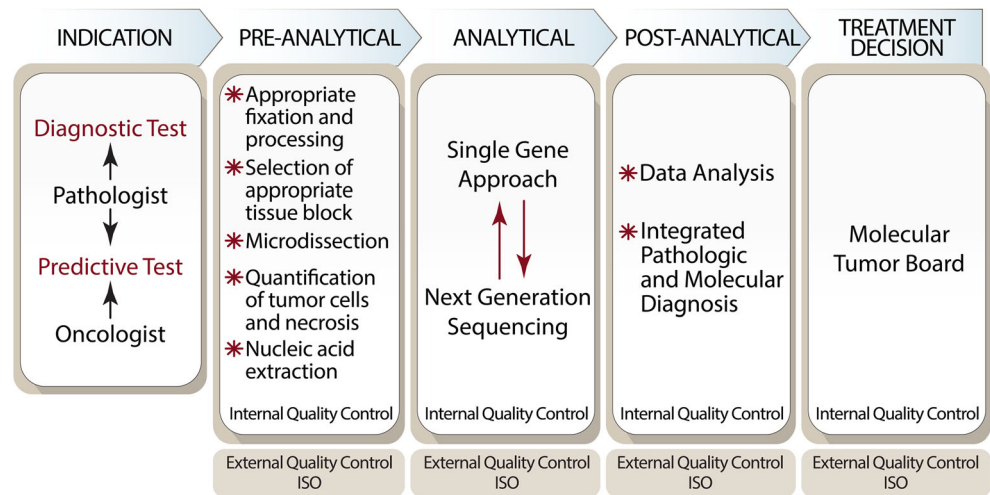 INDICATION
PRE-ANALYTICAL
ANALYTICAL
POST-ANALYTICAL
TREATMENT
DECISION
Diagnostic Test
Pathologist
Predictive Test
Oncologist
Appropriate
fixation and
processing
Selection of
appropriate
tissue block
Microdissection
Quantification
of tumor cells
and necrosis
Nucleic acid
extraction
Internal Quality Control
External Quality Control
ISO
Single Gene
Approach
Next Generation
Sequencing
Internal Quality Control
External Quality Control
ISO
Data Analysis
Integrated
Pathologic
and Molecular
Diagnosis
Internal Quality Control
External Quality Control
ISO
Molecular
Tumor Board
Internal Quality Control
External Quality Control
ISO